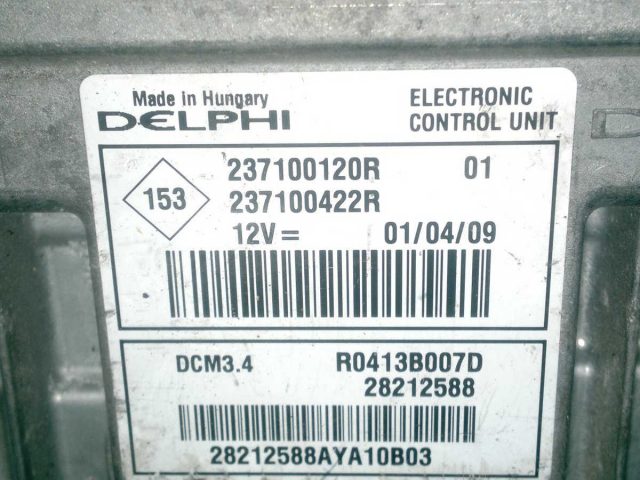 Made in Hungary
DELPHI
ELECTRONIC
CONTROL UNIT
153
237100120R 01
237100422R
12V= 01/04/09
DCM3.4 R0413B007D
28212588
28212588AYA10B03